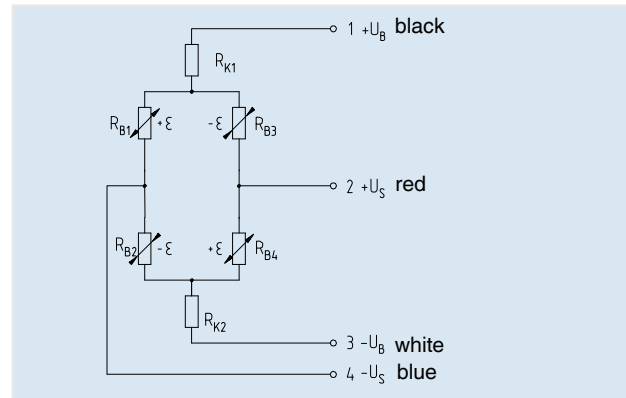 1 +U_B black
R_K1
R_B1 +ε -ε R_B3
2 +U_S red
R_B2 -ε +ε R_B4
R_K2
3 -U_B white
4 -U_S blue